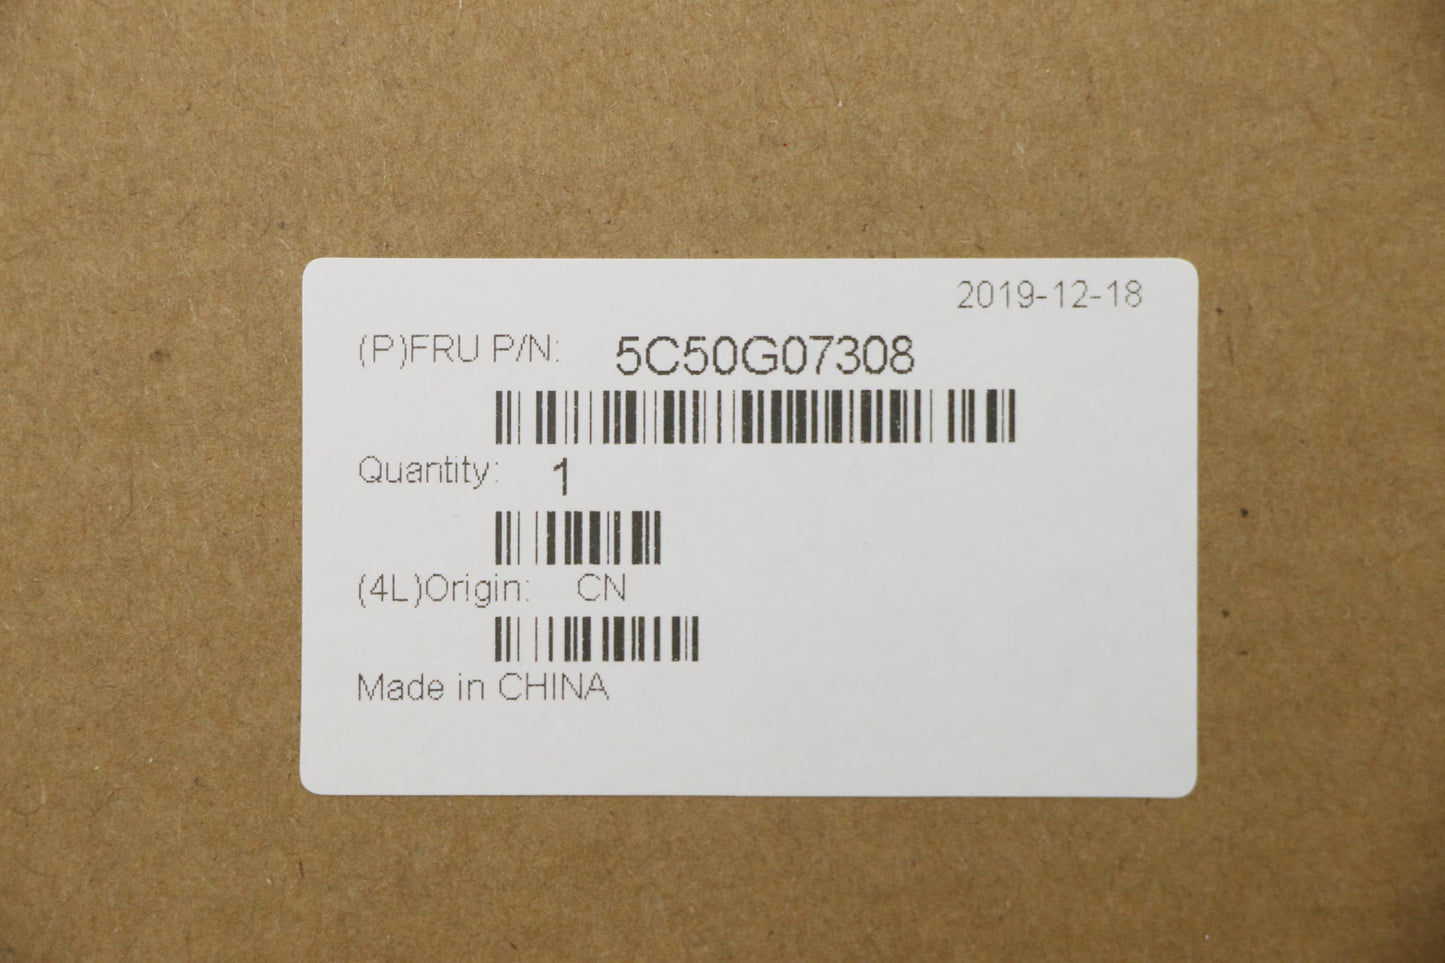 2019-12-18
(P)FRU P/N: 5C50G07308
Quantity: 1
(4L)Origin: CN
Made in CHINA